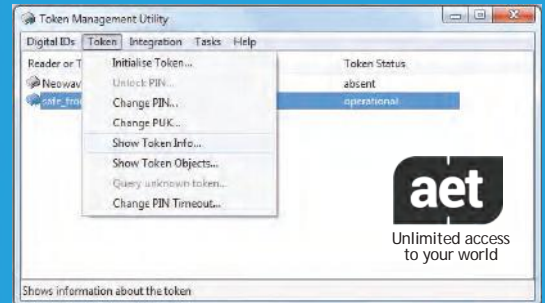 Token Management Utility
Digital IDs Token Integration Tasks Help
Reader or T
Token Status
Initialise Token...
Neowav
absent
Unlock PIN...
safe_fro
operational
Change PIN...
Change PUK...
Show Token Info...
Show Token Objects...
Query unknown token...
Change PIN Timeout...
aet
Unlimited access
to your world
Shows information about the token